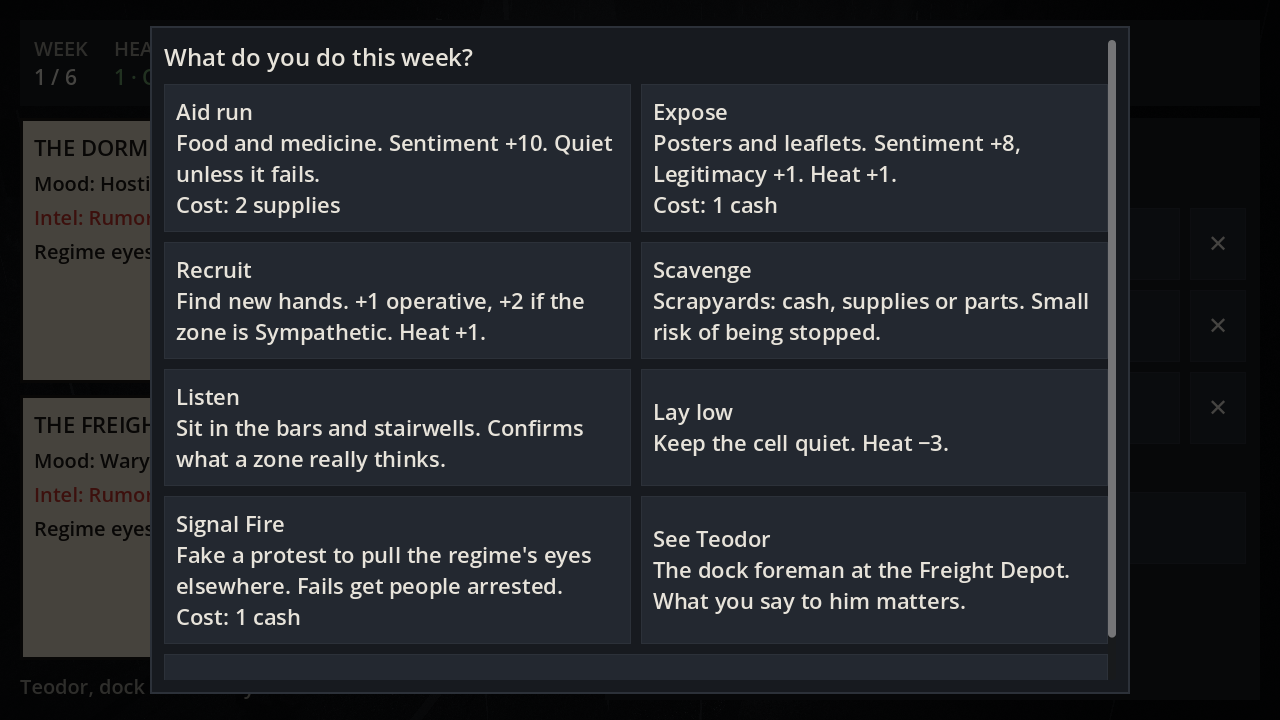 What do you do this week?
WEEK
1 / 6
Aid run
Food and medicine. Sentiment +10. Quiet
unless it fails.
Cost: 2 supplies
Expose
Posters and leaflets. Sentiment +8,
Legitimacy +1. Heat +1.
Cost: 1 cash
Recruit
Find new hands. +1 operative, +2 if the
zone is Sympathetic. Heat +1.
Scavenge
Scrapyards: cash, supplies or parts. Small
risk of being stopped.
Listen
Sit in the bars and stairwells. Confirms
what a zone really thinks.
Lay low
Keep the cell quiet. Heat −3.
Signal Fire
Fake a protest to pull the regime's eyes
elsewhere. Fails get people arrested.
Cost: 1 cash
See Teodor
The dock foreman at the Freight Depot.
What you say to him matters.
THE DORM
Mood: Hosti
Intel: Rumor
Regime eyes
THE FREIGH
Mood: Wary
Intel: Rumor
Regime eyes
Teodor, dock
✕
✕
✕